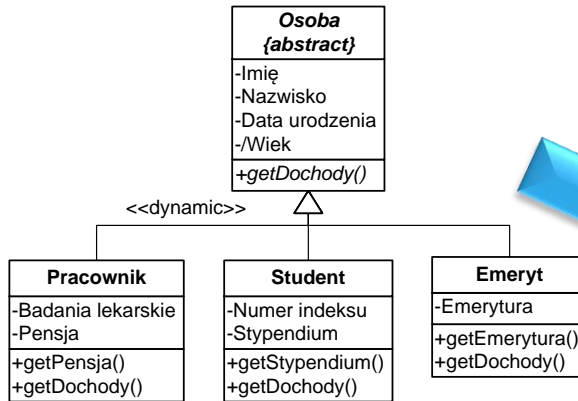 Osoba
{abstract}
-Imię
-Nazwisko
-Data urodzenia
-/Wiek
+getDochody()
<<dynamic>>
Pracownik
-Badania lekarskie
-Pensja
+getPensja()
+getDochody()
Student
-Numer indeksu
-Stypendium
+getStypendium()
+getDochody()
Emeryt
-Emerytura
+getEmerytura()
+getDochody()